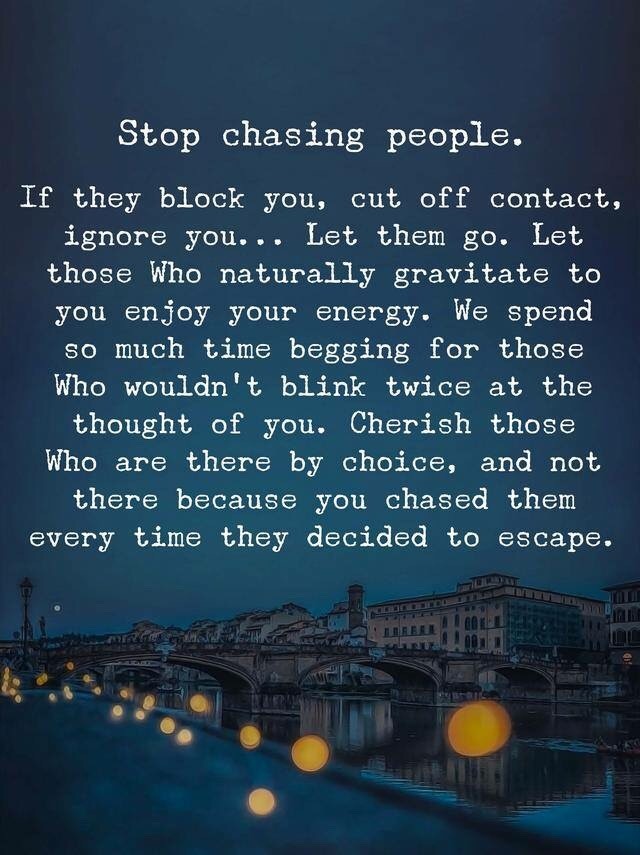 Stop chasing people.
If they block you, cut off contact,
ignore you... Let them go. Let
those Who naturally gravitate to
you enjoy your energy. We spend
so much time begging for those
Who wouldn't blink twice at the
thought of you. Cherish those
Who are there by choice, and not
there because you chased them
every time they decided to escape.